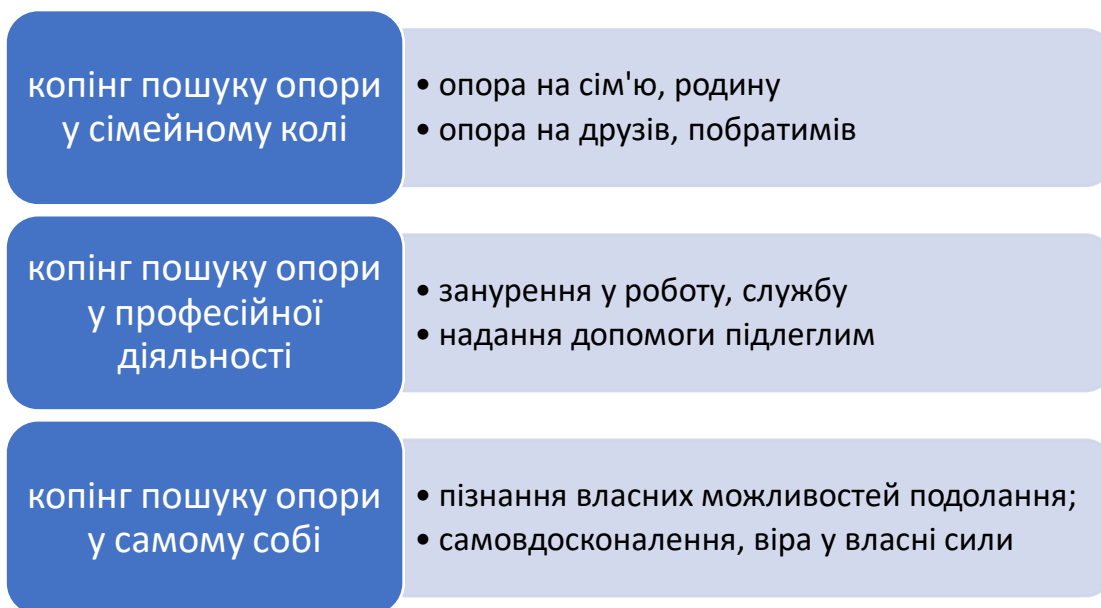 копінг пошуку опори
у сімейному колі
• опора на сім'ю, родину
• опора на друзів, побратимів
копінг пошуку опори
у професійної
діяльності
• занурення у роботу, службу
• надання допомоги підлеглим
копінг пошуку опори
у самому собі
• пізнання власних можливостей подолання;
• самовдосконалення, віра у власні сили